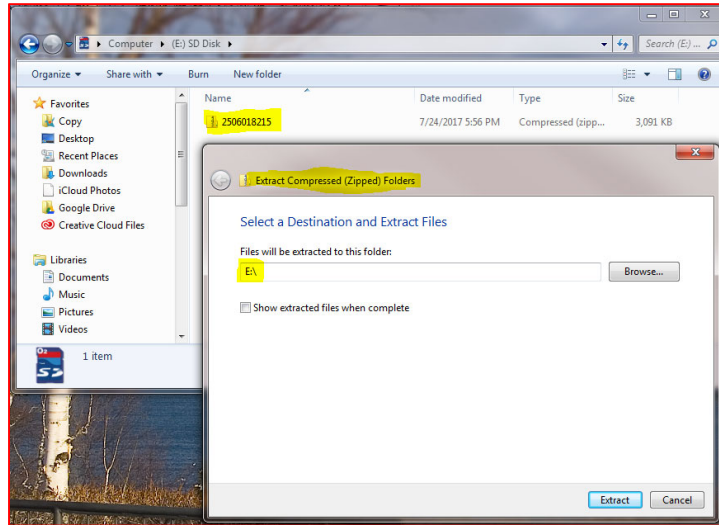 Computer ▸ (E:) SD Disk ▸
Search (E:) ...
Organize Share with Burn New folder
Name Date modified Type Size
Favorites
Copy
Desktop
Recent Places
Downloads
iCloud Photos
Google Drive
Creative Cloud Files
Libraries
Documents
Music
Pictures
Videos
2506018215 7/24/2017 5:56 PM Compressed (zipp... 3,091 KB
1 item
SD
Extract Compressed (Zipped) Folders
Select a Destination and Extract Files
Files will be extracted to this folder:
E:\
Browse...
Show extracted files when complete
Extract Cancel